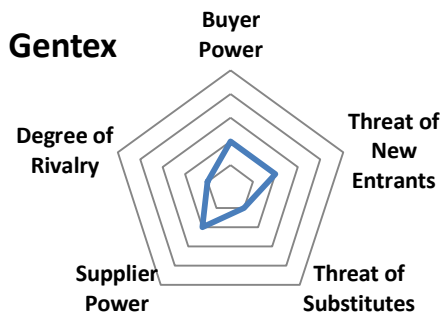 Gentex
Buyer
Power
Threat of
New
Entrants
Threat of
Substitutes
Supplier
Power
Degree of
Rivalry